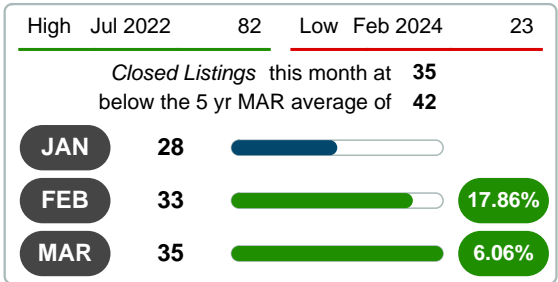 High Jul 2022 82 Low Feb 2024 23
Closed Listings this month at 35
below the 5 yr MAR average of 42
JAN 28
FEB 33 17.86%
MAR 35 6.06%